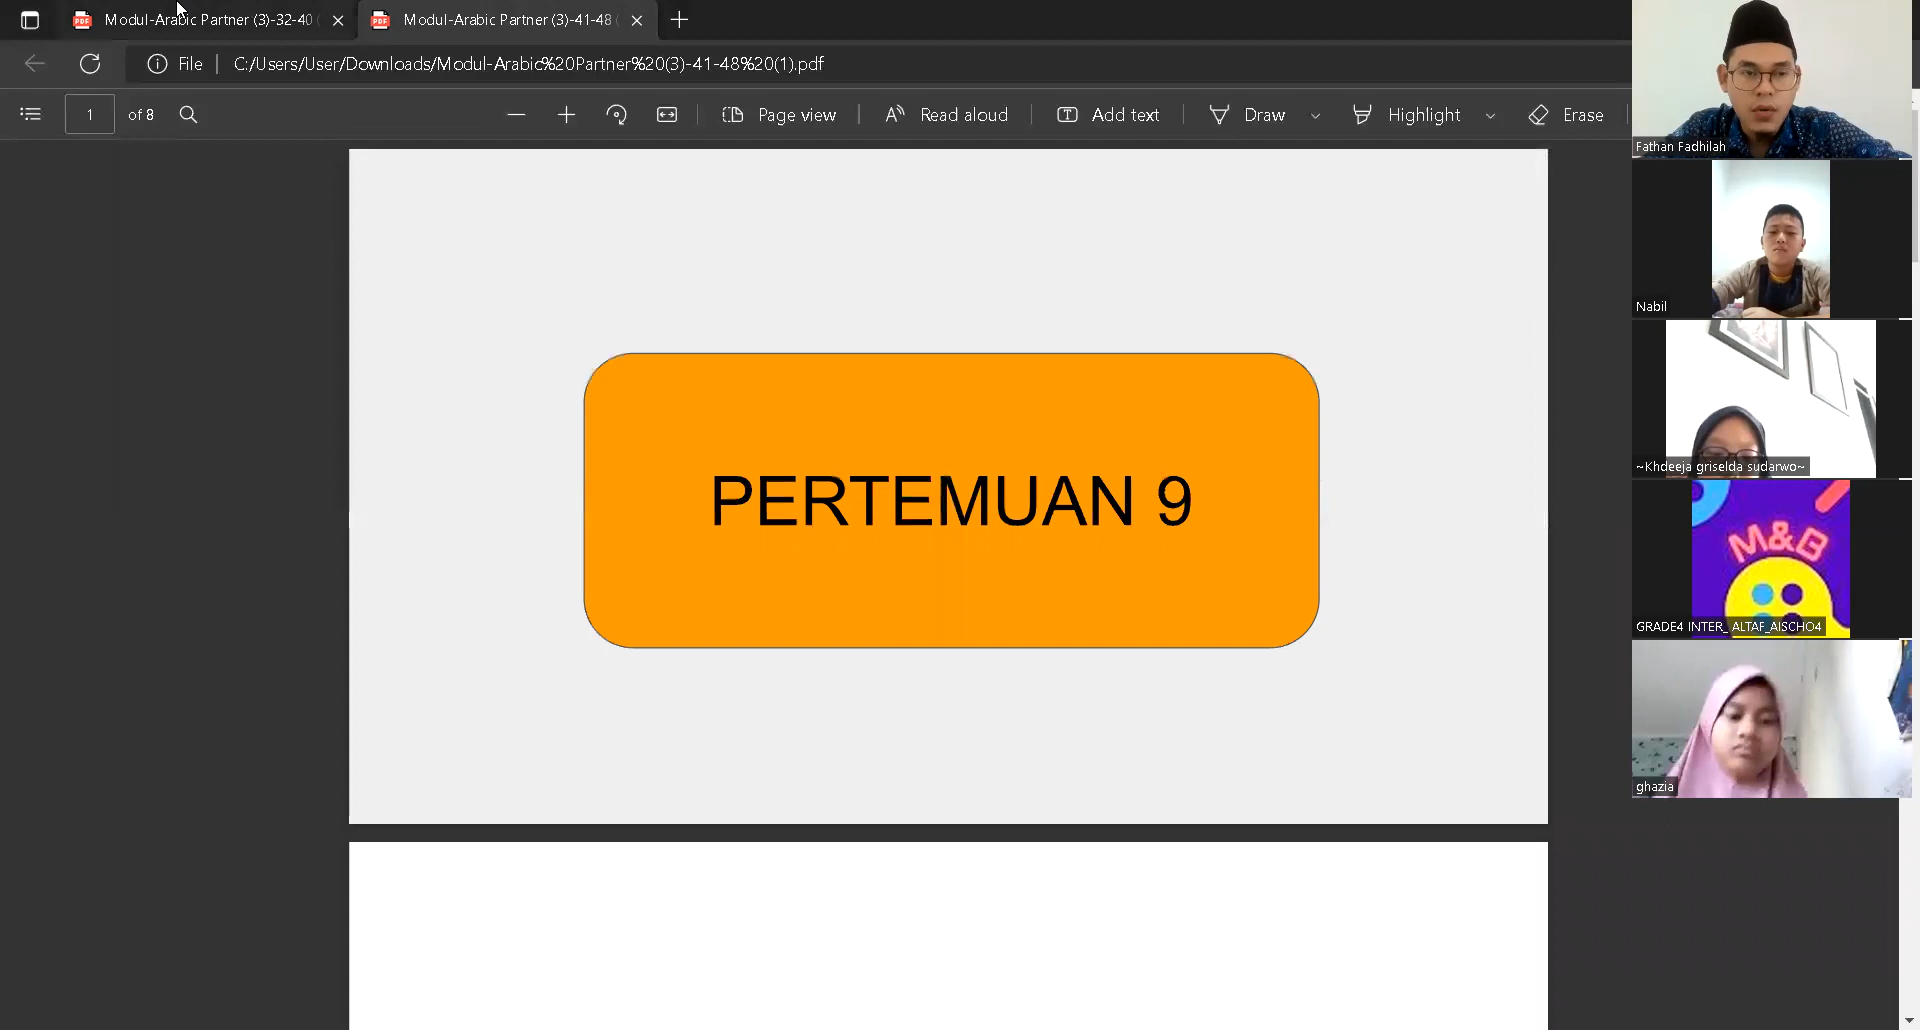 Modul-Arabic Partner (3)-32-40 (
Modul-Arabic Partner (3)-41-48 (
File
C:/Users/User/Downloads/Modul-Arabic%20Partner%20(3)-41-48%20(1).pdf
1 of 8
Page view
Read aloud
Add text
Draw
Highlight
Erase
PERTEMUAN 9
Fathan Fadhilah
Nabil
~Khdeeja griselda sudarwo~
M&B
GRADE4 INTER_ ALTAF_AISCHO4
ghazia